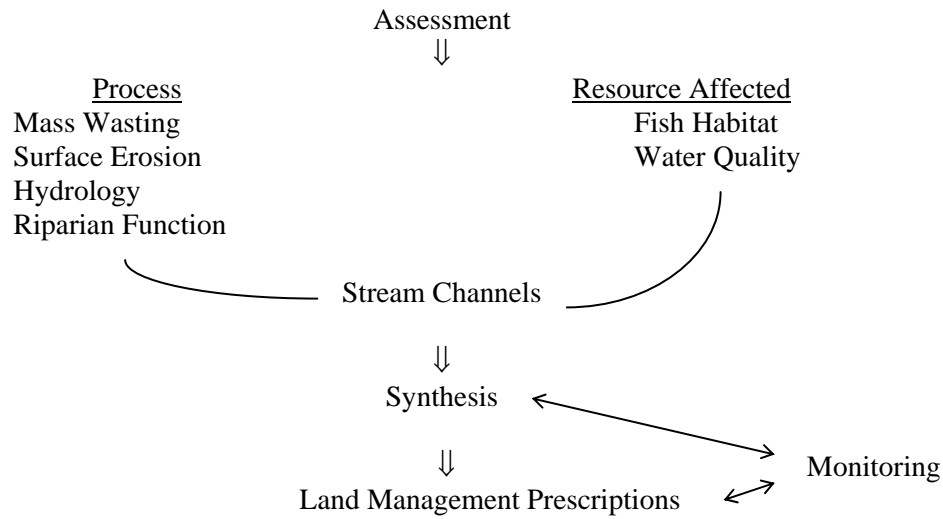 Assessment
⇓
Process
Mass Wasting
Surface Erosion
Hydrology
Riparian Function
Resource Affected
Fish Habitat
Water Quality
Stream Channels
⇓
Synthesis
⇓
Monitoring
Land Management Prescriptions